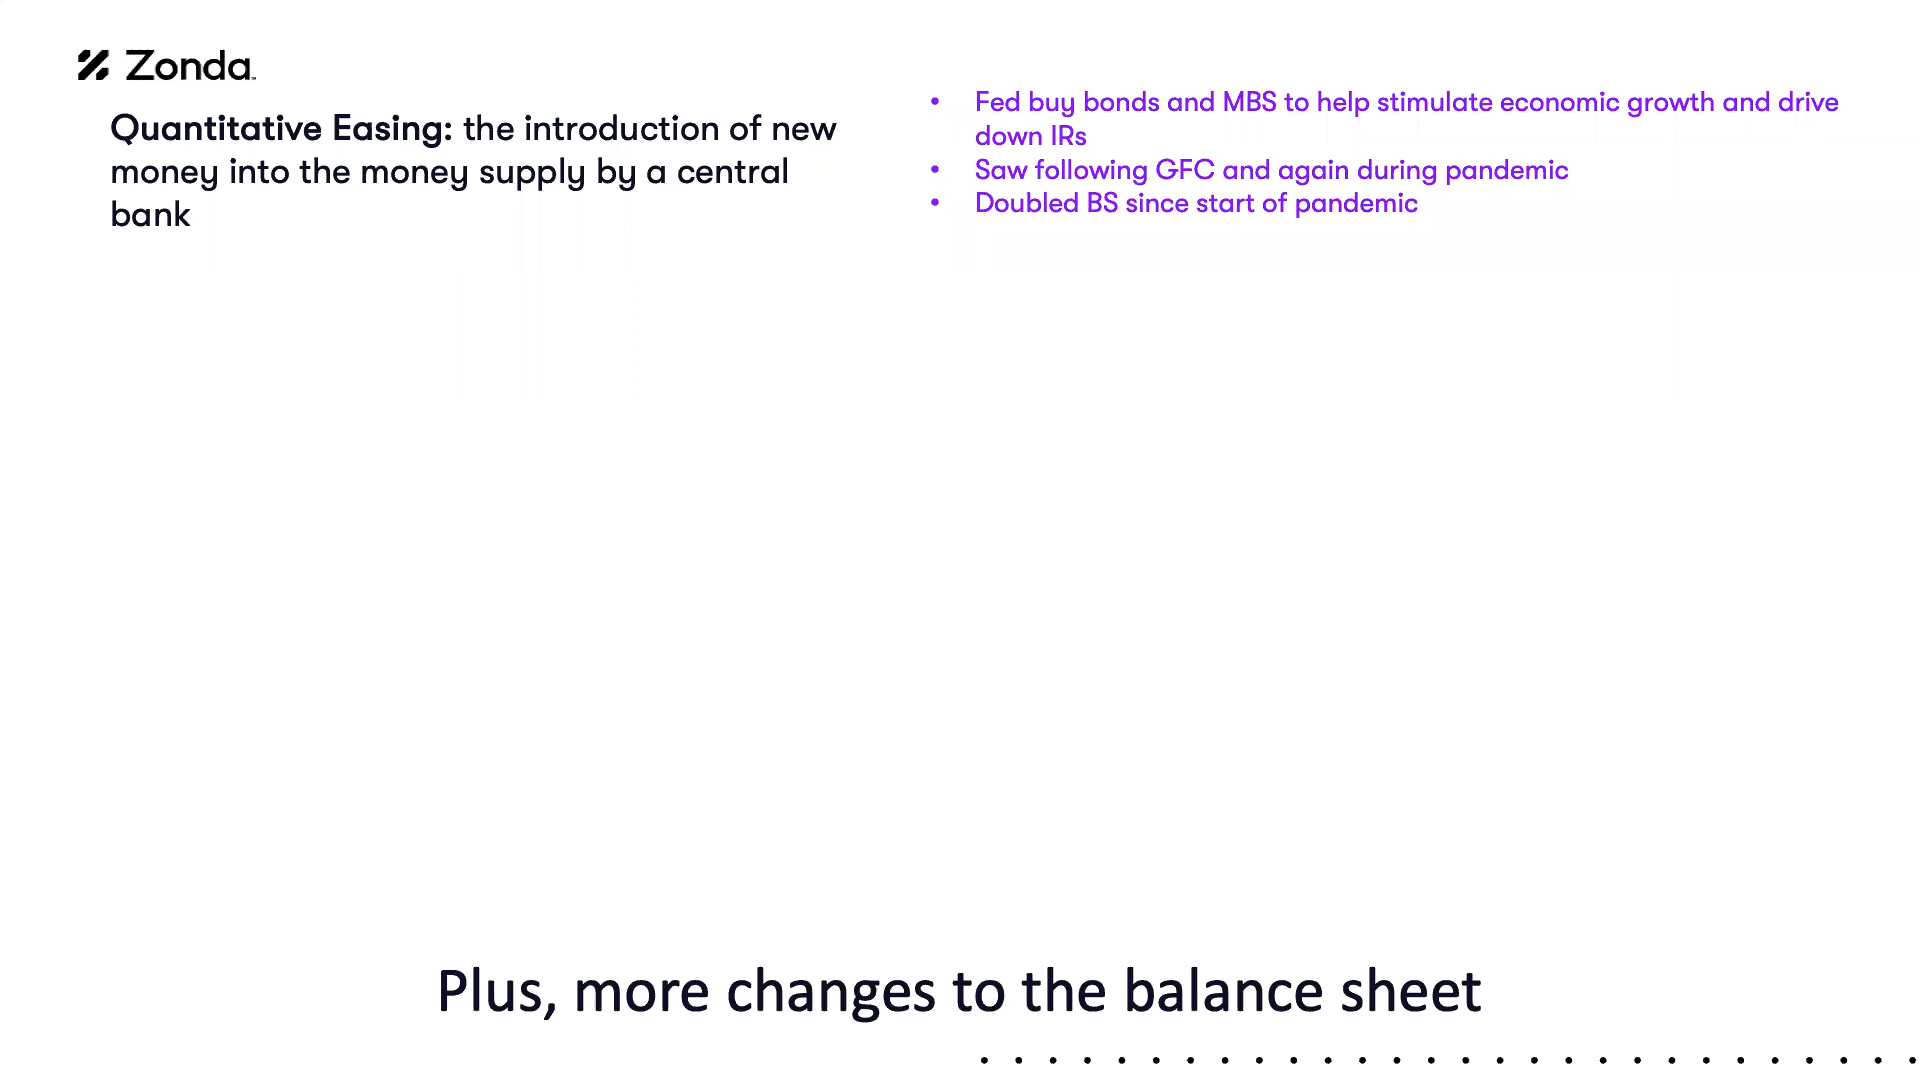 Zonda
Quantitative Easing: the introduction of new
money into the money supply by a central
bank
• Fed buy bonds and MBS to help stimulate economic growth and drive
down IRs
• Saw following GFC and again during pandemic
• Doubled BS since start of pandemic
Plus, more changes to the balance sheet